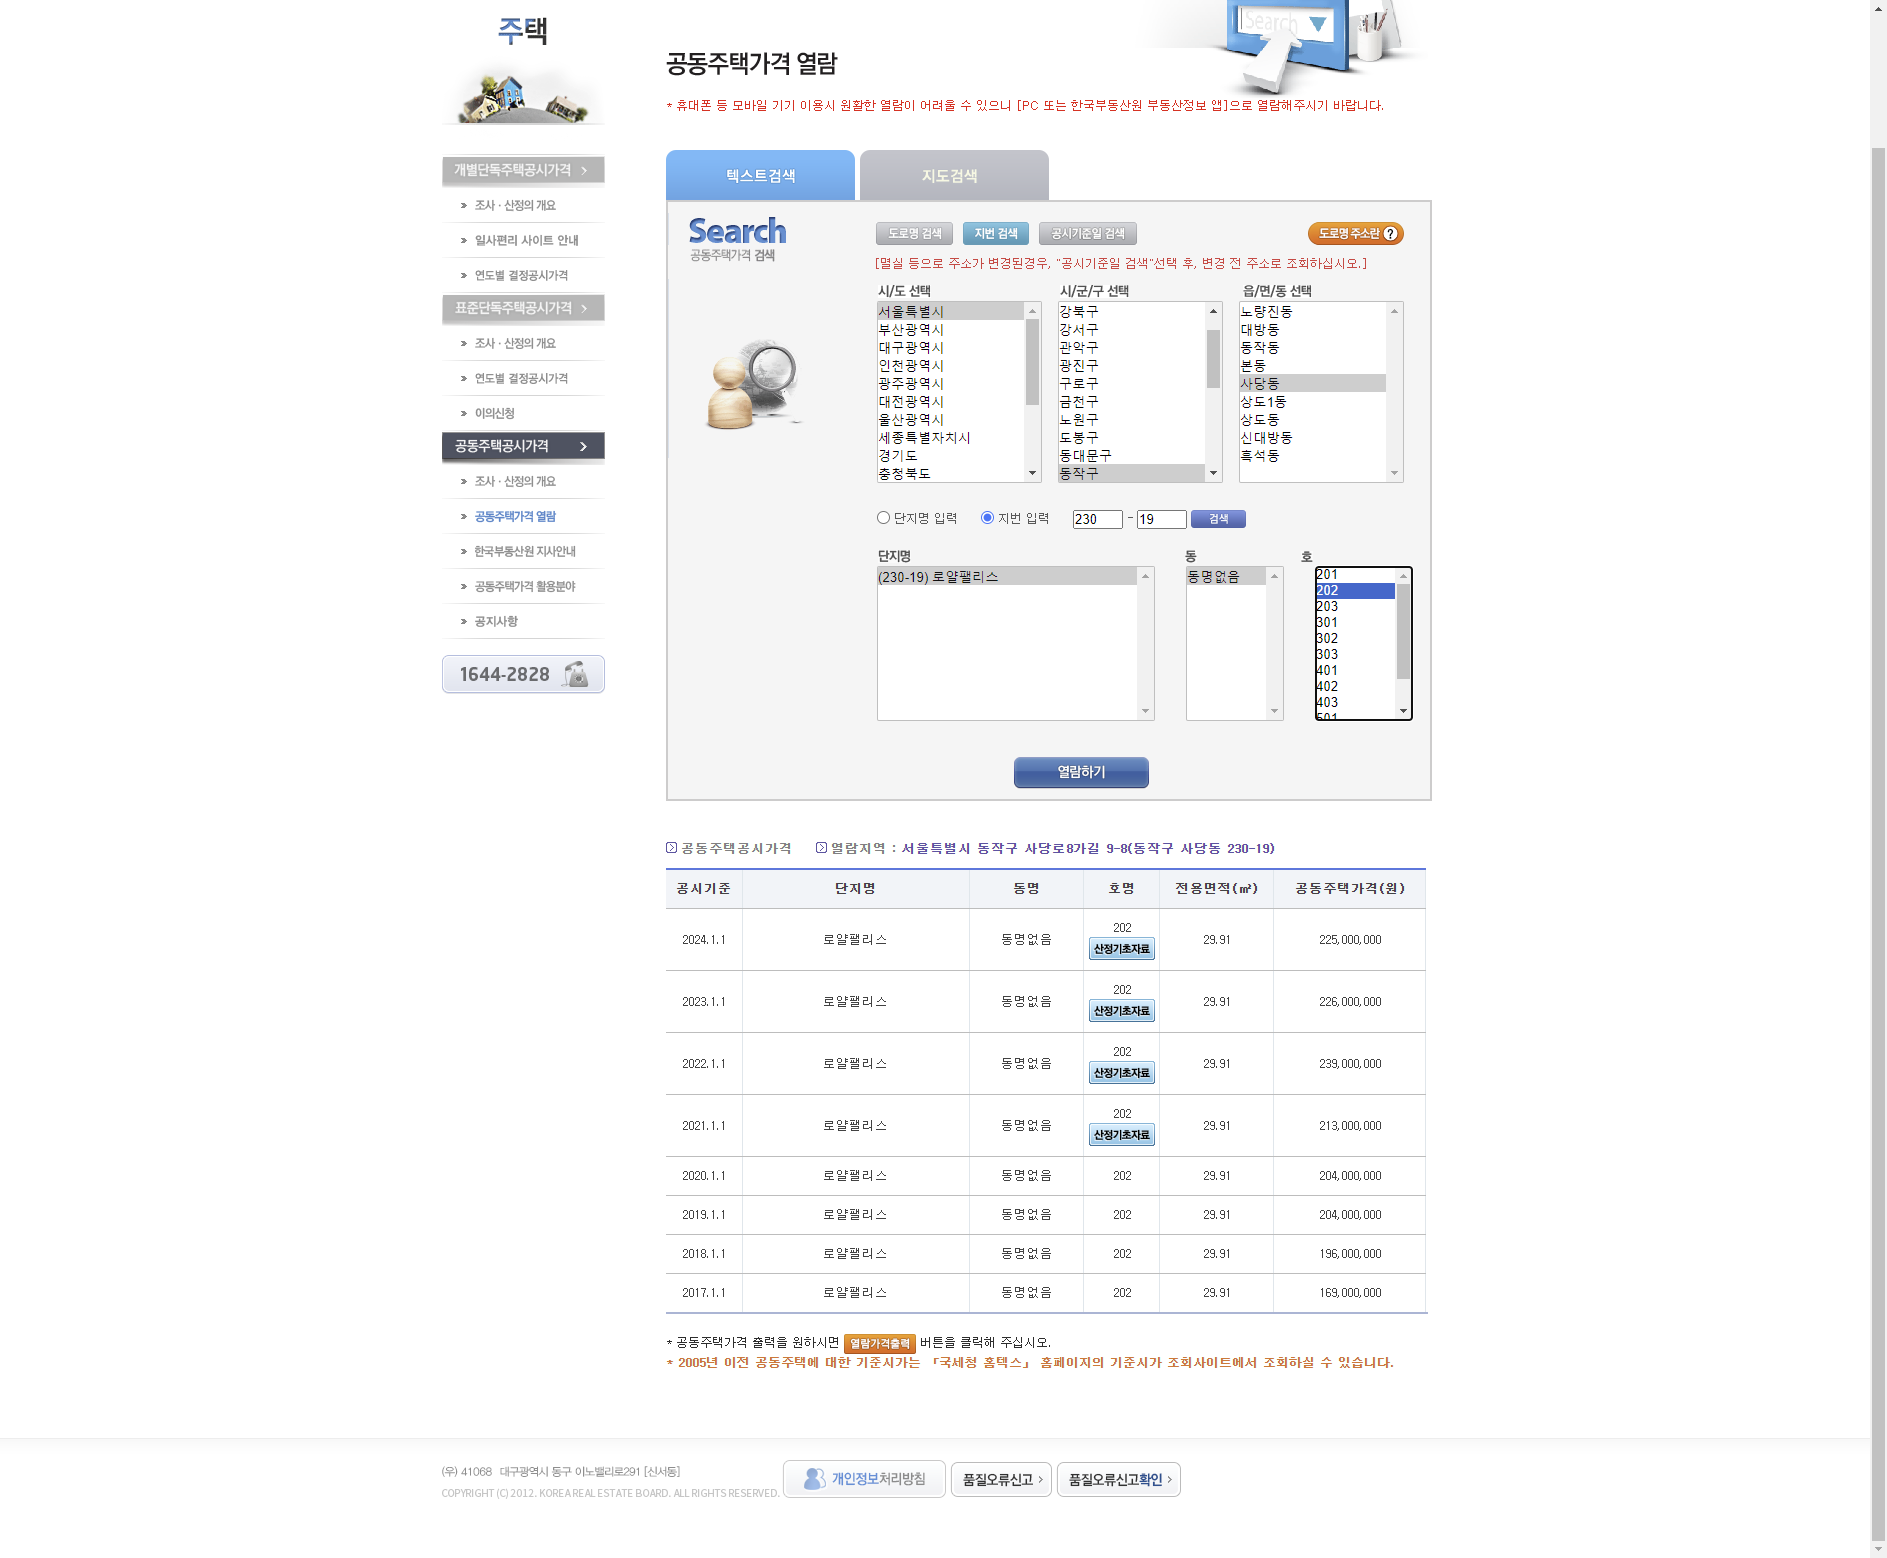 주택
Search
공동주택가격 열람
* 휴대폰 등 모바일 기기 이용시 원활한 열람이 어려울 수 있으니 [PC 또는 한국부동산원 부동산정보 앱]으로 열람해주시기 바랍니다.
개별단독주택공시가격
조사 · 산정의 개요
일사편리 사이트 안내
연도별 결정공시가격
표준단독주택공시가격
조사 · 산정의 개요
연도별 결정공시가격
이의신청
공동주택공시가격
조사 · 산정의 개요
공동주택가격 열람
한국부동산원 지사안내
공동주택가격 활용분야
공지사항
1644-2828
텍스트검색 지도검색
Search
공동주택가격 검색
도로명 검색 지번 검색 공시기준일 검색 도로명 주소란 ?
[멸실 등으로 주소가 변경된경우, "공시기준일 검색"선택 후, 변경 전 주소로 조회하십시오.]
시/도 선택 시/군/구 선택 읍/면/동 선택
서울특별시 강북구 노량진동
부산광역시 강서구 대방동
대구광역시 관악구 동작동
인천광역시 광진구 본동
광주광역시 구로구 사당동
대전광역시 금천구 상도1동
울산광역시 노원구 상도동
세종특별자치시 도봉구 신대방동
경기도 동대문구 흑석동
충청북도 동작구
단지명 입력 지번 입력 230 - 19 검색
단지명 동 호
(230-19) 로얄팰리스 동명없음 201
202
203
301
302
303
401
402
403
501
열람하기
공동주택공시가격 열람지역 : 서울특별시 동작구 사당로8가길 9-8(동작구 사당동 230-19)
공시기준 단지명 동명 호명 전용면적(㎡) 공동주택가격(원)
2024.1.1 로얄팰리스 동명없음 202 산정기초자료 29.91 225,000,000
2023.1.1 로얄팰리스 동명없음 202 산정기초자료 29.91 226,000,000
2022.1.1 로얄팰리스 동명없음 202 산정기초자료 29.91 239,000,000
2021.1.1 로얄팰리스 동명없음 202 산정기초자료 29.91 213,000,000
2020.1.1 로얄팰리스 동명없음 202 29.91 204,000,000
2019.1.1 로얄팰리스 동명없음 202 29.91 204,000,000
2018.1.1 로얄팰리스 동명없음 202 29.91 196,000,000
2017.1.1 로얄팰리스 동명없음 202 29.91 169,000,000
* 공동주택가격 출력을 원하시면 열람가격출력 버튼을 클릭해 주십시오.
* 2005년 이전 공동주택에 대한 기준시가는 「국세청 홈텍스」 홈페이지의 기준시가 조회사이트에서 조회하실 수 있습니다.
(우) 41068 대구광역시 동구 이노밸리로291 [신서동]
COPYRIGHT (C) 2012. KOREA REAL ESTATE BOARD. ALL RIGHTS RESERVED.
개인정보처리방침 품질오류신고 품질오류신고확인